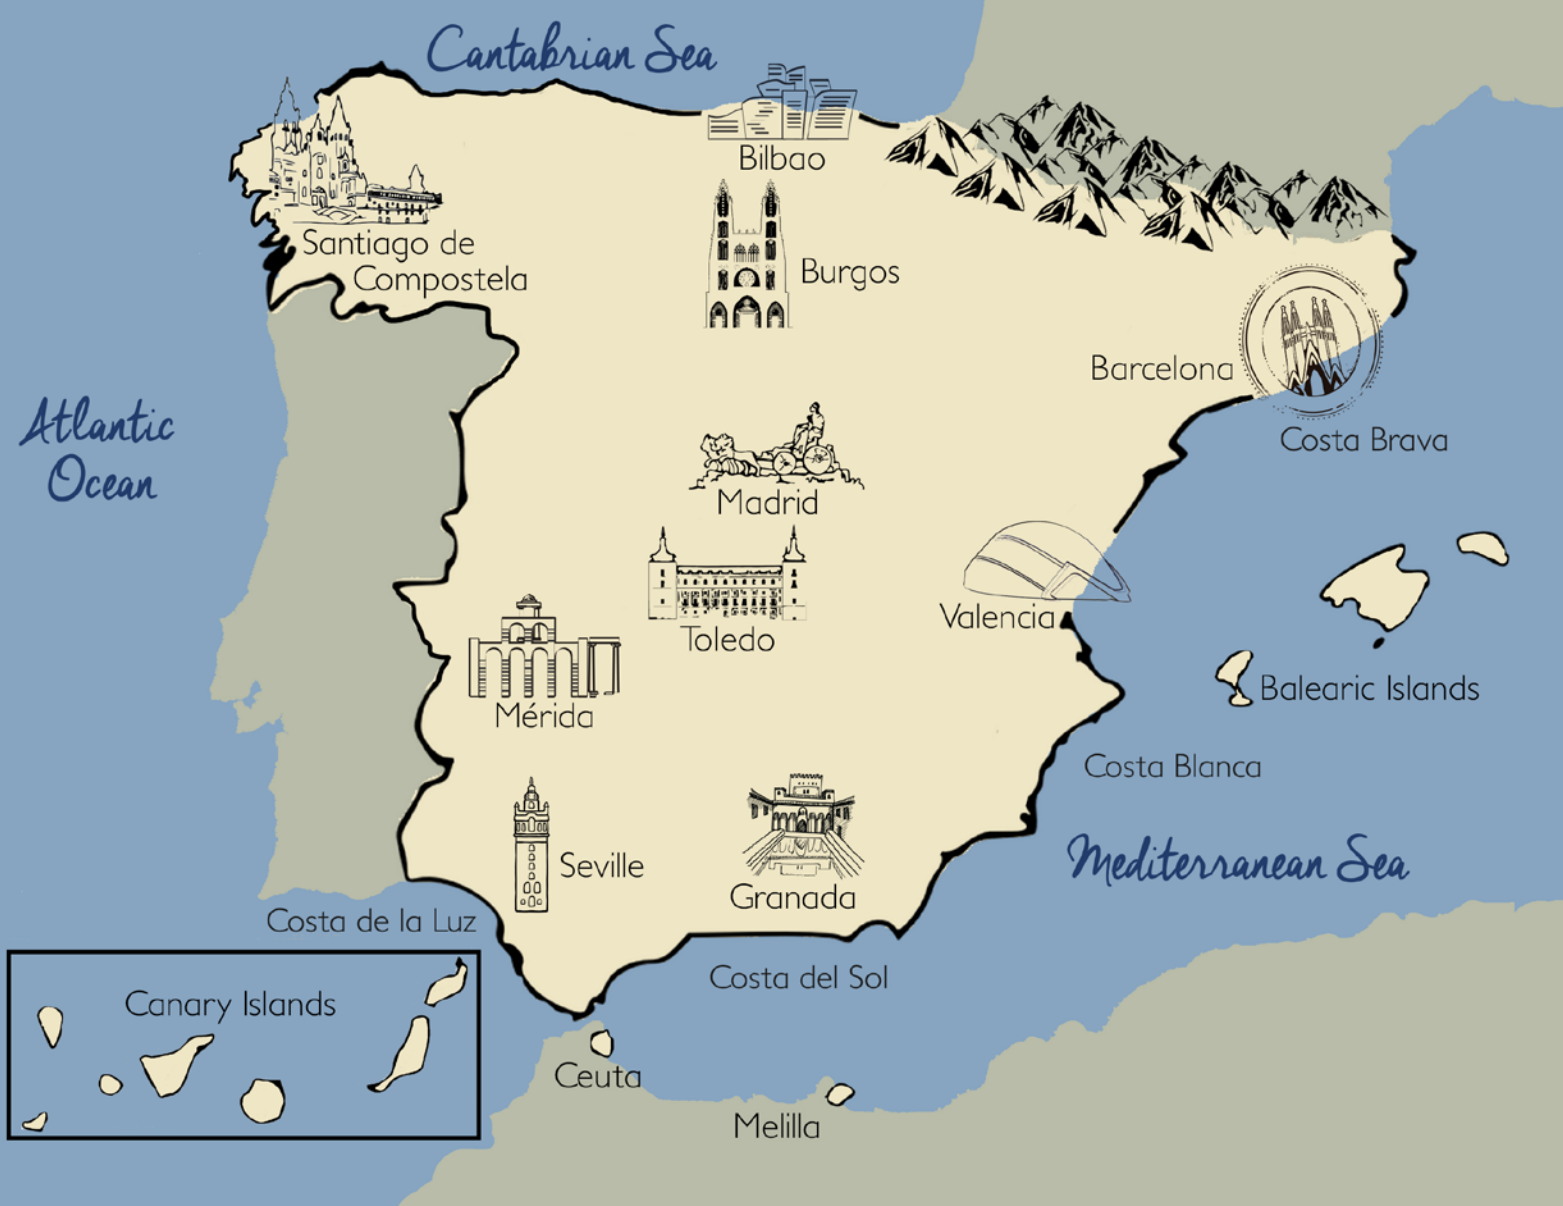 Cantabrian Sea
Bilbao
Santiago de
Compostela
Burgos
Barcelona
Atlantic
Ocean
Costa Brava
Madrid
Valencia
Toledo
Balearic Islands
Mérida
Costa Blanca
Mediterranean Sea
Seville
Granada
Costa de la Luz
Costa del Sol
Canary Islands
Ceuta
Melilla